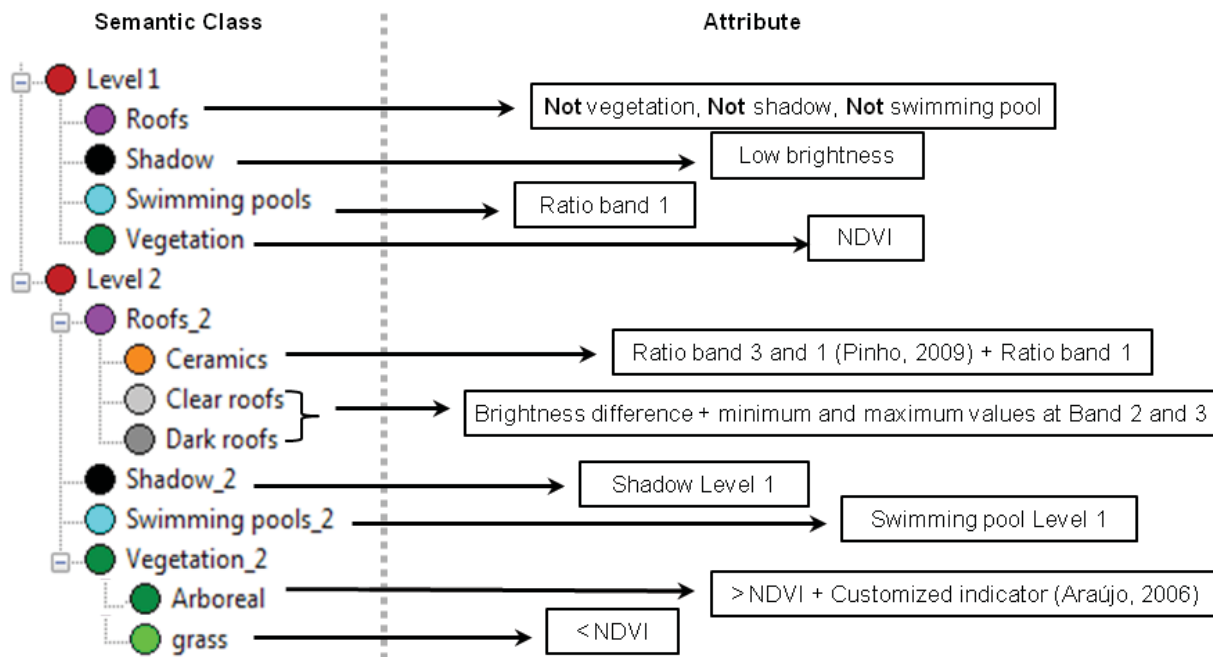 Semantic Class
Attribute
Level 1
Roofs
Not vegetation, Not shadow, Not swimming pool
Shadow
Low brightness
Swimming pools
Ratio band 1
Vegetation
NDVI
Level 2
Roofs_2
Ceramics
Ratio band 3 and 1 (Pinho, 2009) + Ratio band 1
Clear roofs
Dark roofs
Brightness difference + minimum and maximum values at Band 2 and 3
Shadow_2
Shadow Level 1
Swimming pools_2
Swimming pool Level 1
Vegetation_2
Arboreal
> NDVI + Customized indicator (Araújo, 2006)
grass
< NDVI